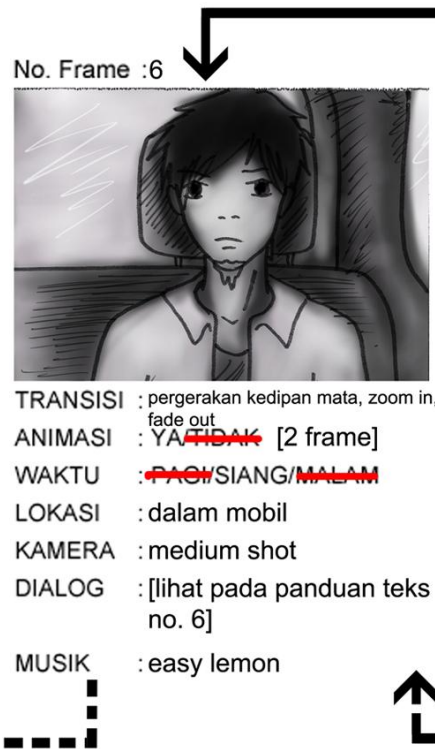 No. Frame :6
TRANSISI : pergerakan kedipan mata, zoom in,
fade out
ANIMASI : YA/TIDAK [2 frame]
WAKTU : PAGI/SIANG/MALAM
LOKASI : dalam mobil
KAMERA : medium shot
DIALOG : [lihat pada panduan teks
no. 6]
MUSIK : easy lemon